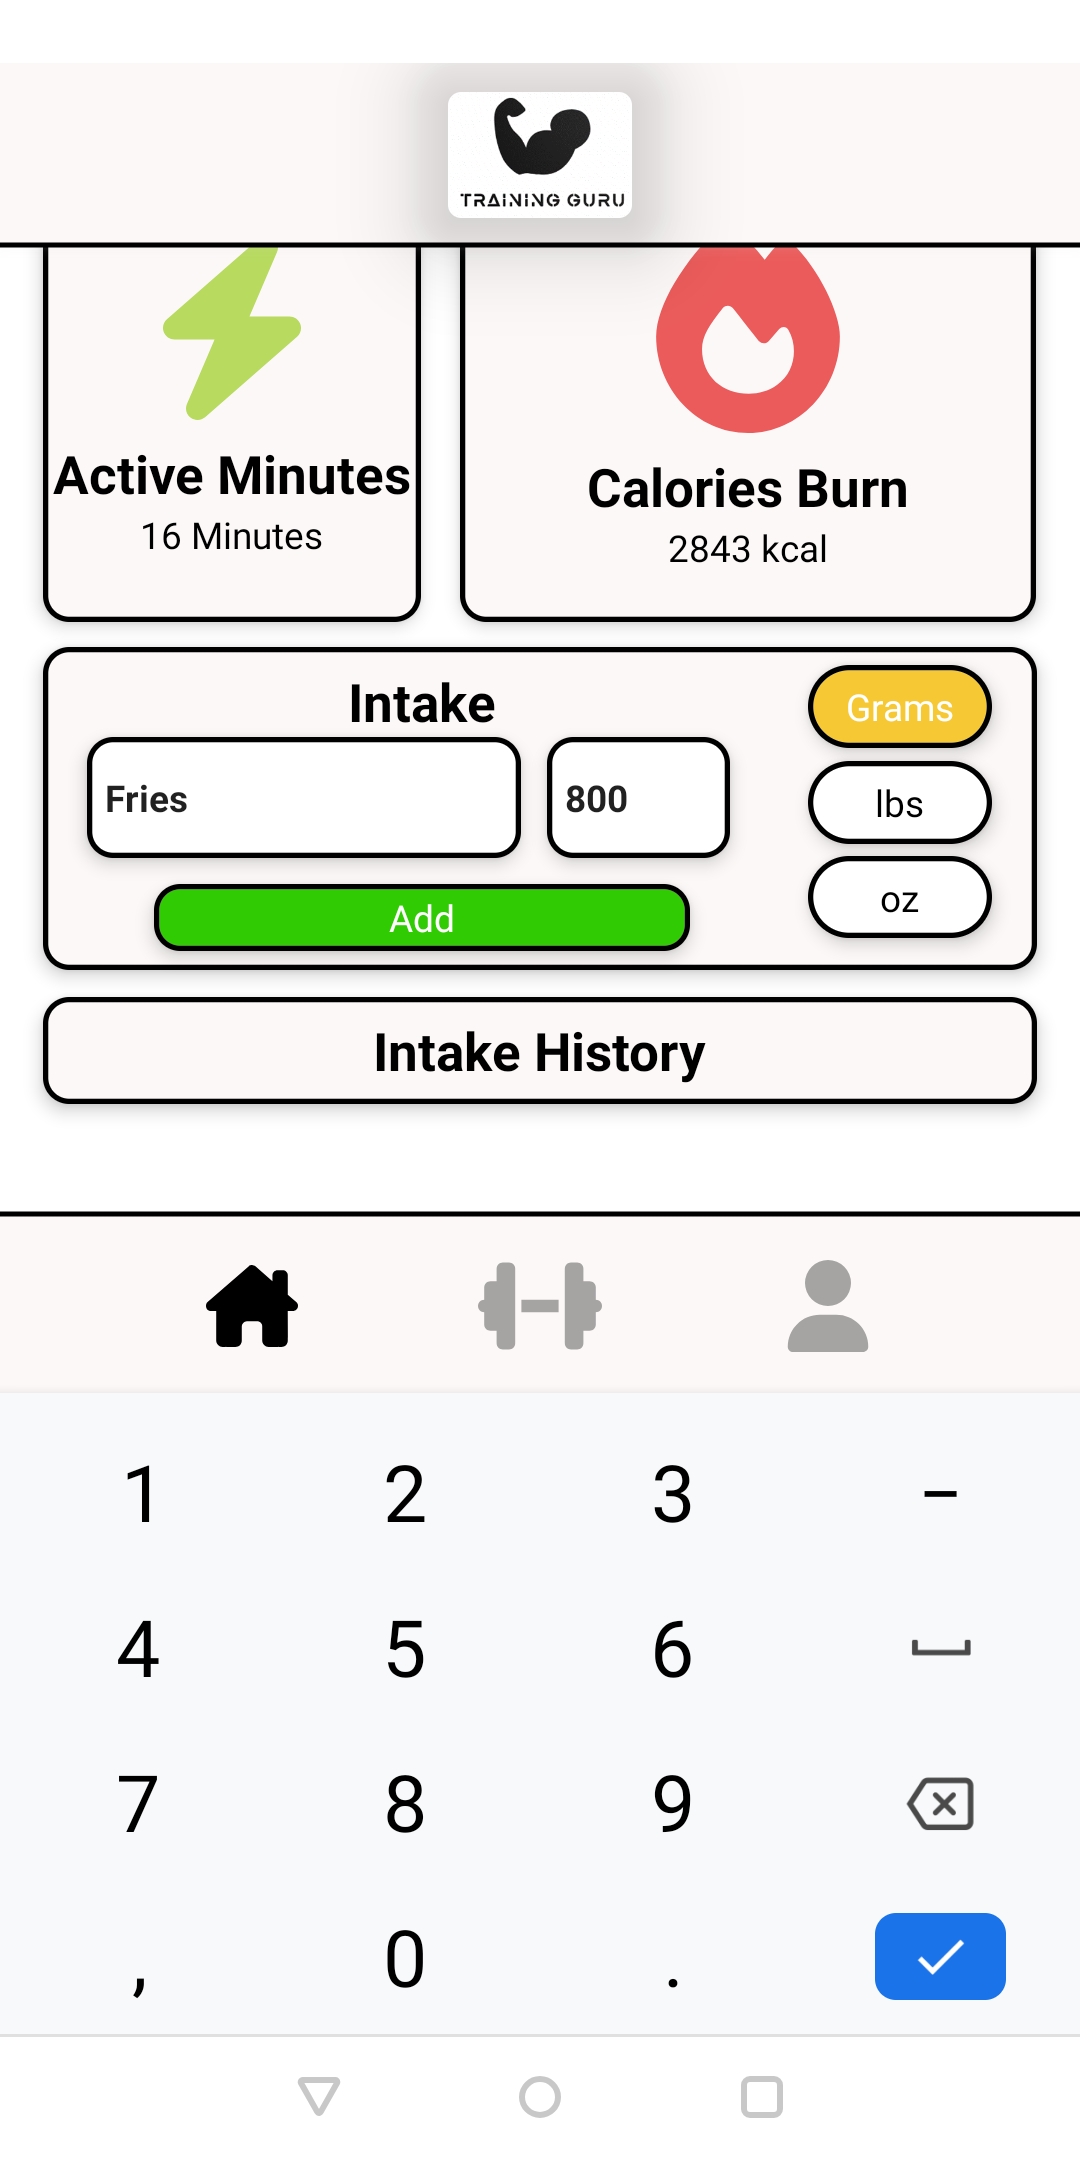 TRAINING GURU
Active Minutes
16 Minutes
Calories Burn
2843 kcal
Intake
Grams
Fries
800
lbs
Add
oz
Intake History
1 2 3 –
4 5 6
7 8 9
, 0 .